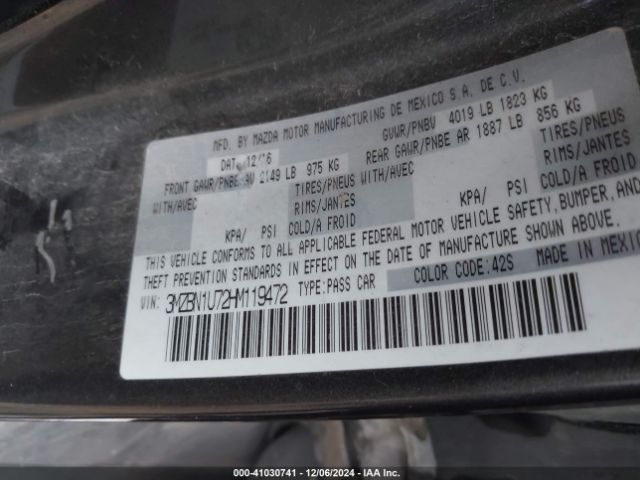 MFD. BY MAZDA MOTOR MANUFACTURING DE MEXICO S.A. DE C.V.
DAT 12/16 GVWR/PNBV 4019 LB 1823 KG
FRONT GAWR/PNBE AV 2149 LB 975 KG REAR GAWR/PNBE AR 1887 LB 856 KG
WITH/AVEC TIRES/PNEUS WITH/AVEC TIRES/PNEUS
RIMS/JANTES RIMS/JANTES
KPA/ PSI COLD/A FROID KPA/ PSI COLD/A FROID
THIS VEHICLE CONFORMS TO ALL APPLICABLE FEDERAL MOTOR VEHICLE SAFETY, BUMPER, AND
THEFT PREVENTION STANDARDS IN EFFECT ON THE DATE OF MANUFACTURE SHOWN ABOVE.
VIN: 3MZBN1U72HM119472 TYPE:PASS CAR COLOR CODE:42S MADE IN MEXIC
000-41030741 - 12/06/2024 - IAA Inc.